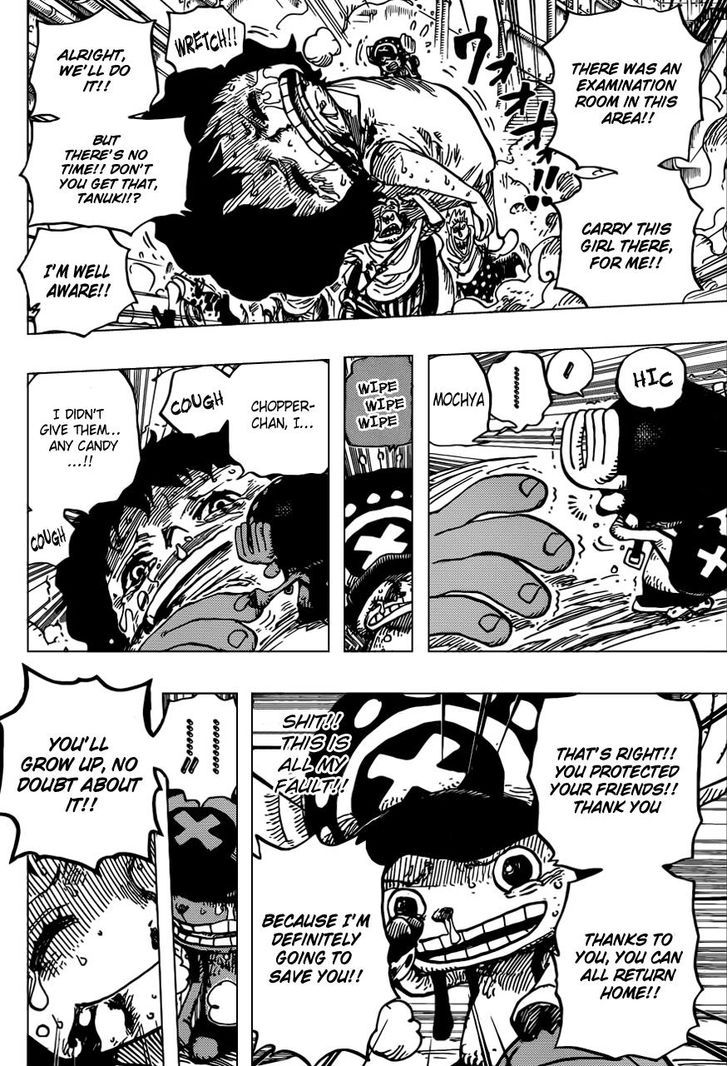 THERE WAS AN
EXAMINATION
ROOM IN THIS
AREA!!
CARRY THIS
GIRL THERE,
FOR ME!!
ウオオオ!!
WRETCH!!
ALRIGHT,
WE'LL DO
IT!!
BUT
THERE'S NO
TIME!! DON'T
YOU GET THAT,
TANUKI!?
I'M WELL
AWARE!!
HIC
MOCHYA
WIPE
WIPE
WIPE
CHOPPER-
CHAN, I...
COUGH
I DIDN'T
GIVE THEM...
ANY CANDY
...!!
COUGH
THAT'S RIGHT!!
YOU PROTECTED
YOUR FRIENDS!!
THANK YOU
THANKS TO
YOU, YOU CAN
ALL RETURN
HOME!!
SHIT!!
THIS IS
ALL MY
FAULT!!
BECAUSE I'M
DEFINITELY
GOING TO
SAVE YOU!!
........!!
YOU'LL
GROW UP, NO
DOUBT ABOUT
IT!!